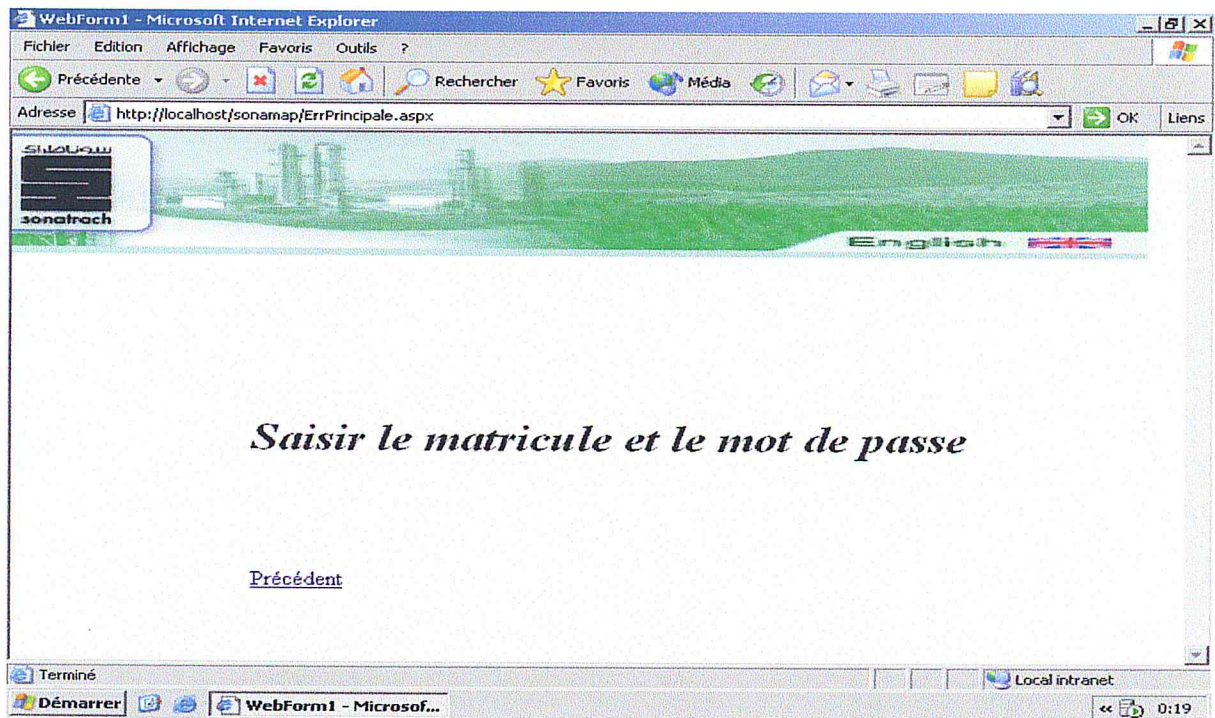 WebForm1 - Microsoft Internet Explorer
Fichier Edition Affichage Favoris Outils ?
Précédente Rechercher Favoris Média
Adresse http://localhost/sonamap/ErrPrincipale.aspx OK Liens
سوناطراك
sonatrach
English
Saisir le matricule et le mot de passe
Précédent
Terminé Local intranet
Démarrer WebForm1 - Microsof... « 0:19